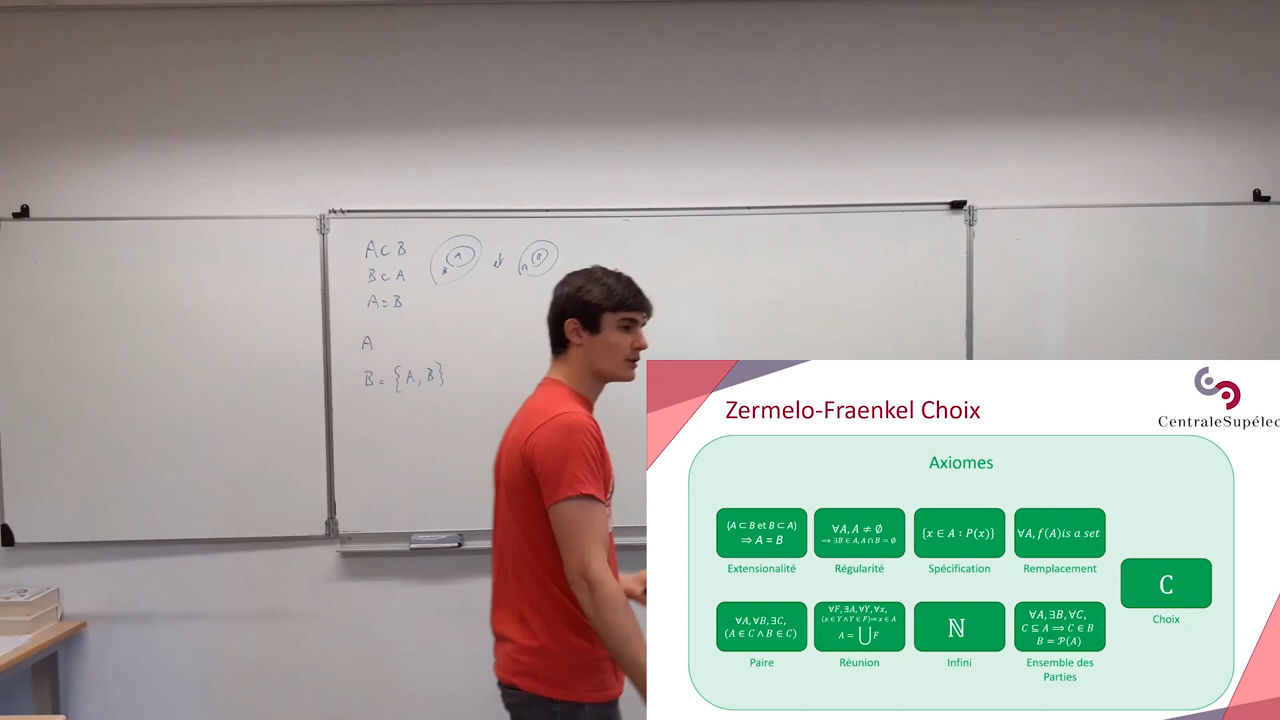 A ⊂ B
B ⊂ A
A = B
B A et A B
A
B = {A, B}
Zermelo-Fraenkel Choix
CentraleSupélec
Axiomes
(A ⊂ B et B ⊂ A)
⇒ A = B
Extensionalité
∀A, A ≠ ∅
⟹ ∃B ∈ A, A ∩ B = ∅
Régularité
{x ∈ A : P(x)}
Spécification
∀A, f(A)is a set
Remplacement
C
Choix
∀A, ∀B, ∃C,
(A ∈ C ∧ B ∈ C)
Paire
∀F, ∃A, ∀Y, ∀x,
(x ∈ Y ∧ Y ∈ F) ⇒ x ∈ A
A = ⋃F
Réunion
ℕ
Infini
∀A, ∃B, ∀C,
C ⊆ A ⟹ C ∈ B
B = 𝒫(A)
Ensemble des
Parties